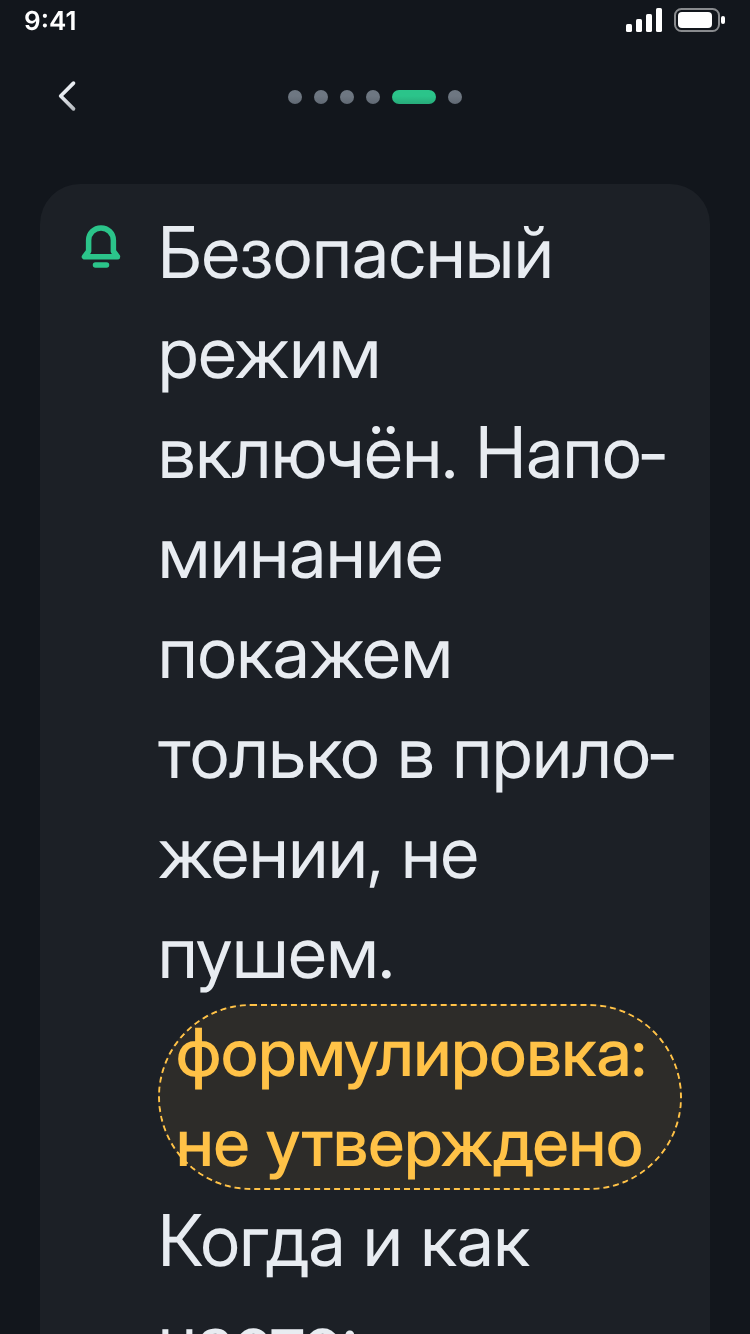 9:41
Безопасный
режим
включён. Напо-
минание
покажем
только в прило-
жении, не
пушем.
формулировка:
не утверждено
Когда и как